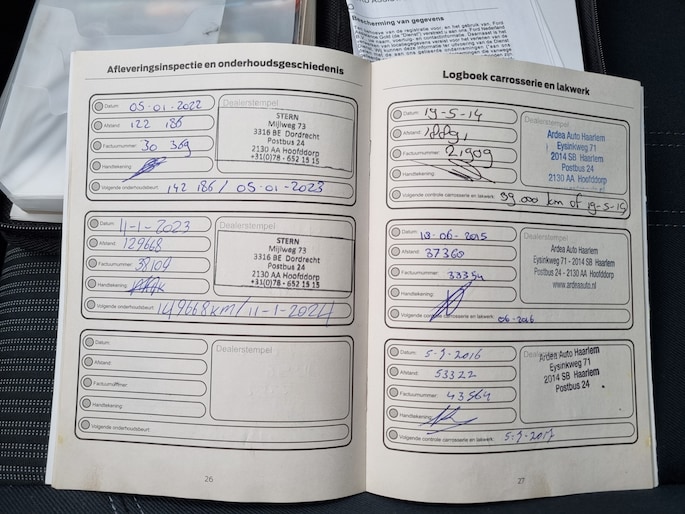 Bescherming van gegevens
Afleveringsinspectie en onderhoudsgeschiedenis
Datum: 05-01-2022
Afstand: 122 186
Factuurnummer: 30 369
Handtekening:
Volgende onderhoudsbeurt: 142 186 / 05-01-2023
Dealerstempel
STERN
Mijlweg 73
3316 BE Dordrecht
Postbus 24
2130 AA Hoofddorp
+31(0)78 - 652 15 15
Datum: 11-1-2023
Afstand: 129668
Factuurnummer: 38109
Handtekening:
Volgende onderhoudsbeurt: 149668km / 11-1-2024
Dealerstempel
STERN
Mijlweg 73
3316 BE Dordrecht
Postbus 24
2130 AA Hoofddorp
+31(0)78 - 652 15 15
Datum:
Afstand:
Factuurnummer:
Handtekening:
Volgende onderhoudsbeurt:
Dealerstempel
26
Logboek carrosserie en lakwerk
Datum: 19-5-14
Afstand:
Factuurnummer: 21909
Handtekening:
Volgende controle carrosserie en lakwerk: 39.000 km of 19-5-15
Dealerstempel
Ardea Auto Haarlem
Eysinkweg 71
2014 SB Haarlem
Postbus 24
2130 AA Hoofddorp
Datum: 18-06-2015
Afstand: 37360
Factuurnummer: 33354
Handtekening:
Volgende controle carrosserie en lakwerk: 06-2016
Dealerstempel
Ardea Auto Haarlem
Eysinkweg 71 - 2014 SB Haarlem
Postbus 24 - 2130 AA Hoofddorp
www.ardeaauto.nl
Datum: 5-7-2016
Afstand: 53322
Factuurnummer: 43564
Handtekening:
Volgende controle carrosserie en lakwerk: 5-7-2017
Dealerstempel
Ardea Auto Haarlem
Eysinkweg 71
2014 SB Haarlem
Postbus 24
27